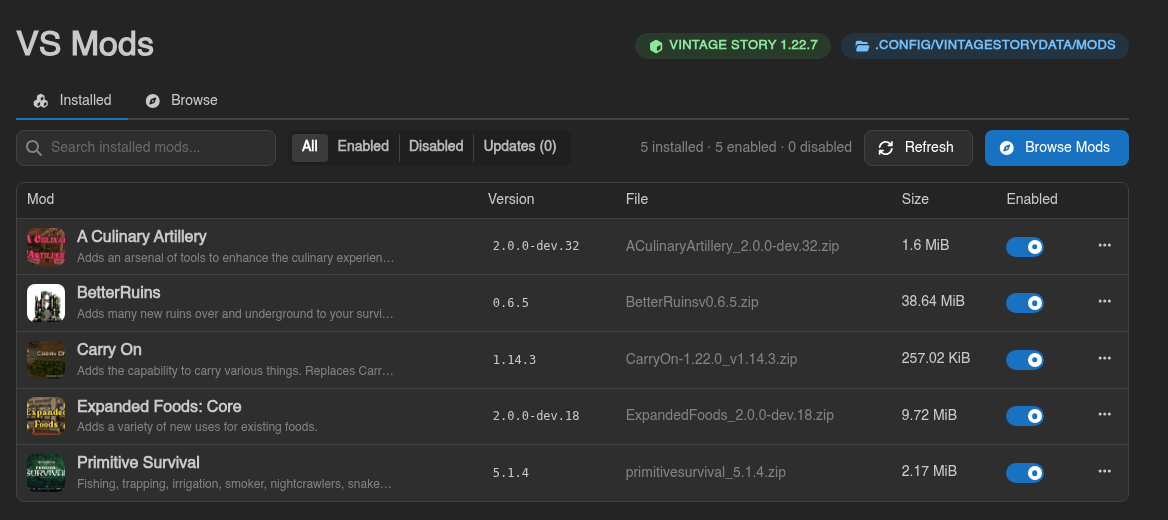 VS Mods
VINTAGE STORY 1.22.7
.CONFIG/VINTAGESTORYDATA/MODS
Installed
Browse
Search installed mods...
All
Enabled
Disabled
Updates (0)
5 installed · 5 enabled · 0 disabled
Refresh
Browse Mods
Mod
Version
File
Size
Enabled
A Culinary Artillery
Adds an arsenal of tools to enhance the culinary experien…
2.0.0-dev.32
ACulinaryArtillery_2.0.0-dev.32.zip
1.6 MiB
BetterRuins
Adds many new ruins over and underground to your survi…
0.6.5
BetterRuinsv0.6.5.zip
38.64 MiB
Carry On
Adds the capability to carry various things. Replaces Carr…
1.14.3
CarryOn-1.22.0_v1.14.3.zip
257.02 KiB
Expanded Foods: Core
Adds a variety of new uses for existing foods.
2.0.0-dev.18
ExpandedFoods_2.0.0-dev.18.zip
9.72 MiB
Primitive Survival
Fishing, trapping, irrigation, smoker, nightcrawlers, snake…
5.1.4
primitivesurvival_5.1.4.zip
2.17 MiB